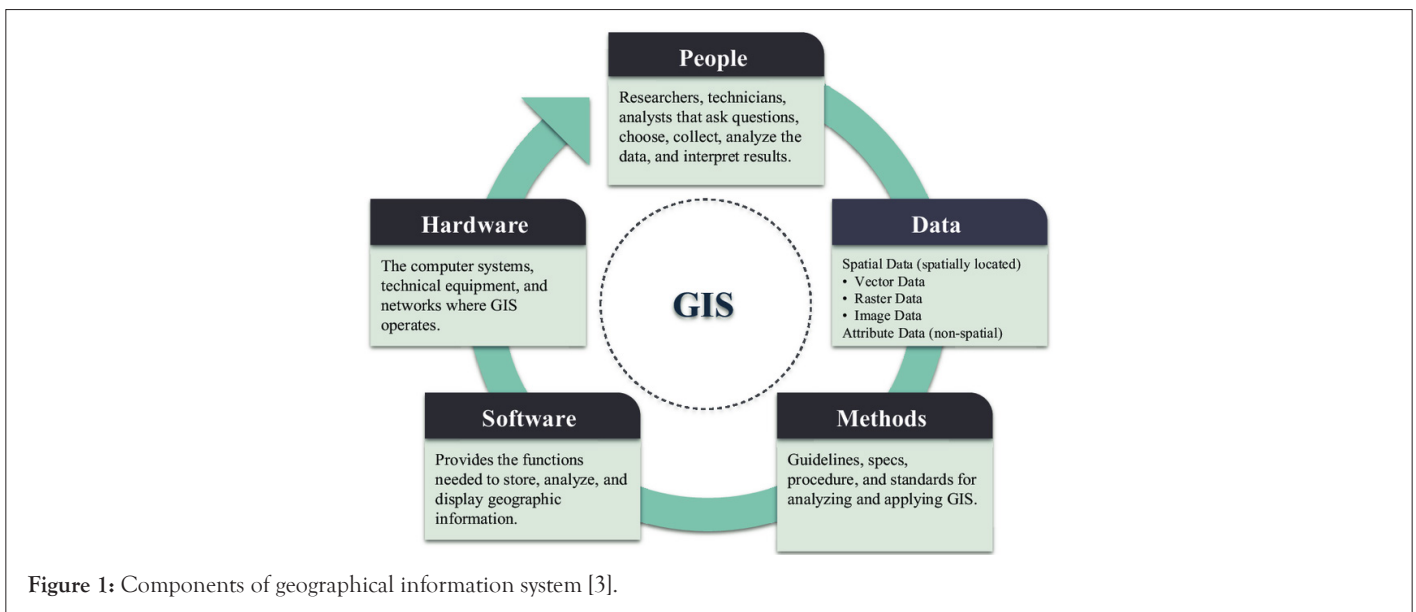 People
Researchers, technicians,
analysts that ask questions,
choose, collect, analyze the
data, and interpret results.
Data
Spatial Data (spatially located)
• Vector Data
• Raster Data
• Image Data
Attribute Data (non-spatial)
Methods
Guidelines, specs,
procedure, and standards for
analyzing and applying GIS.
Software
Provides the functions
needed to store, analyze, and
display geographic
information.
Hardware
The computer systems,
technical equipment, and
networks where GIS
operates.
GIS
Figure 1: Components of geographical information system [3].